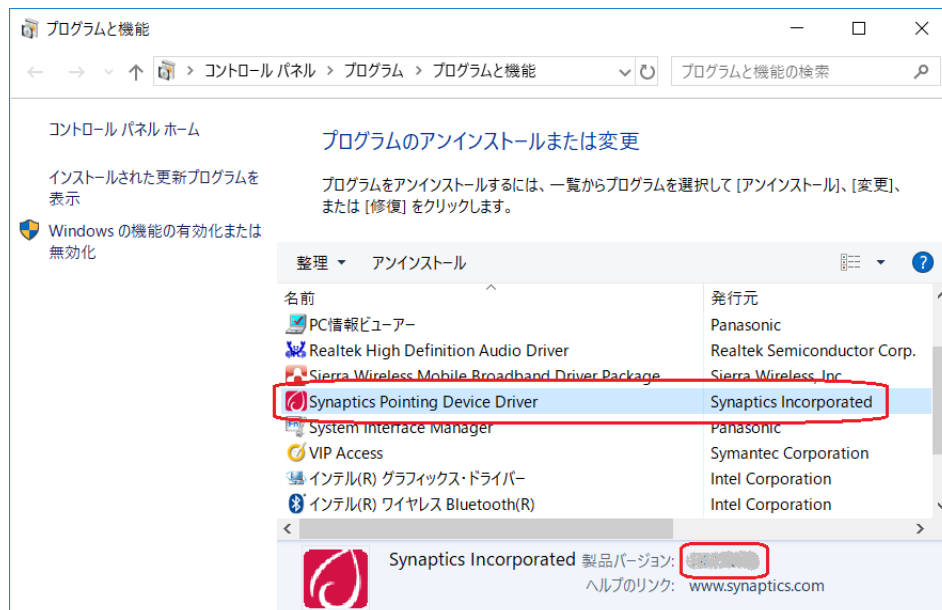 プログラムと機能
コントロール パネル > プログラム > プログラムと機能
プログラムと機能の検索
コントロール パネル ホーム
インストールされた更新プログラムを
表示
Windows の機能の有効化または
無効化
プログラムのアンインストールまたは変更
プログラムをアンインストールするには、一覧からプログラムを選択して [アンインストール]、[変更]、
または [修復] をクリックします。
整理 アンインストール
名前 発行元
PC情報ビューアー Panasonic
Realtek High Definition Audio Driver Realtek Semiconductor Corp.
Sierra Wireless Mobile Broadband Driver Package Sierra Wireless, Inc
Synaptics Pointing Device Driver Synaptics Incorporated
System Interface Manager Panasonic
VIP Access Symantec Corporation
インテル(R) グラフィックス・ドライバー Intel Corporation
インテル(R) ワイヤレス Bluetooth(R) Intel Corporation
Synaptics Incorporated 製品バージョン:
ヘルプのリンク: www.synaptics.com